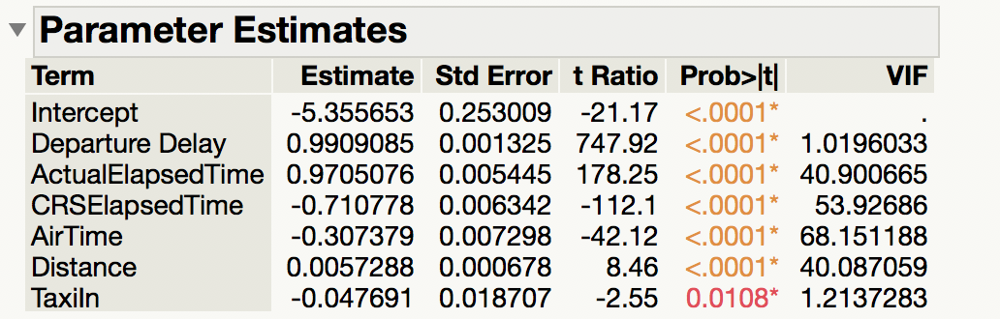 Parameter Estimates
Term Estimate Std Error t Ratio Prob>|t| VIF
Intercept -5.355653 0.253009 -21.17 <.0001* .
Departure Delay 0.9909085 0.001325 747.92 <.0001* 1.0196033
ActualElapsedTime 0.9705076 0.005445 178.25 <.0001* 40.900665
CRSElapsedTime -0.710778 0.006342 -112.1 <.0001* 53.92686
AirTime -0.307379 0.007298 -42.12 <.0001* 68.151188
Distance 0.0057288 0.000678 8.46 <.0001* 40.087059
TaxiIn -0.047691 0.018707 -2.55 0.0108* 1.2137283